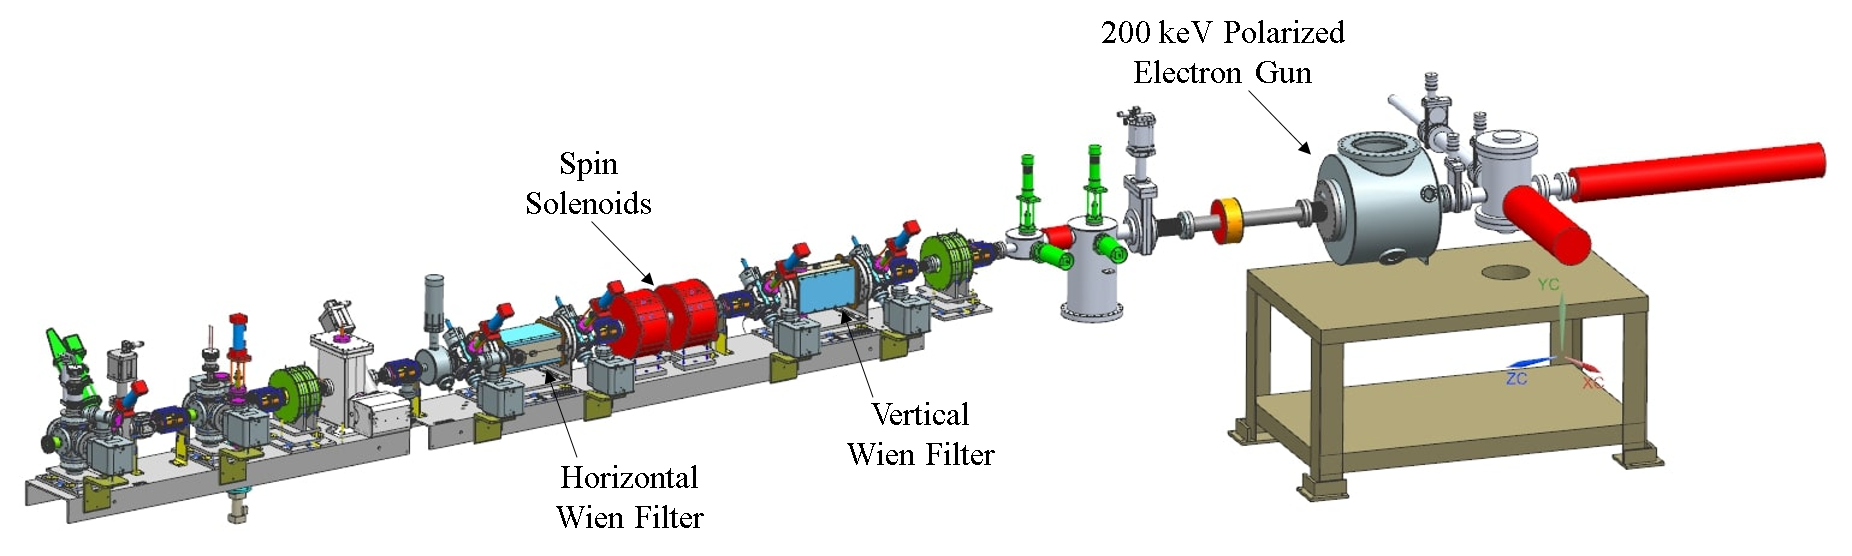 200 keV Polarized
Electron Gun
Spin
Solenoids
YC
ZC
XC
Vertical
Wien Filter
Horizontal
Wien Filter